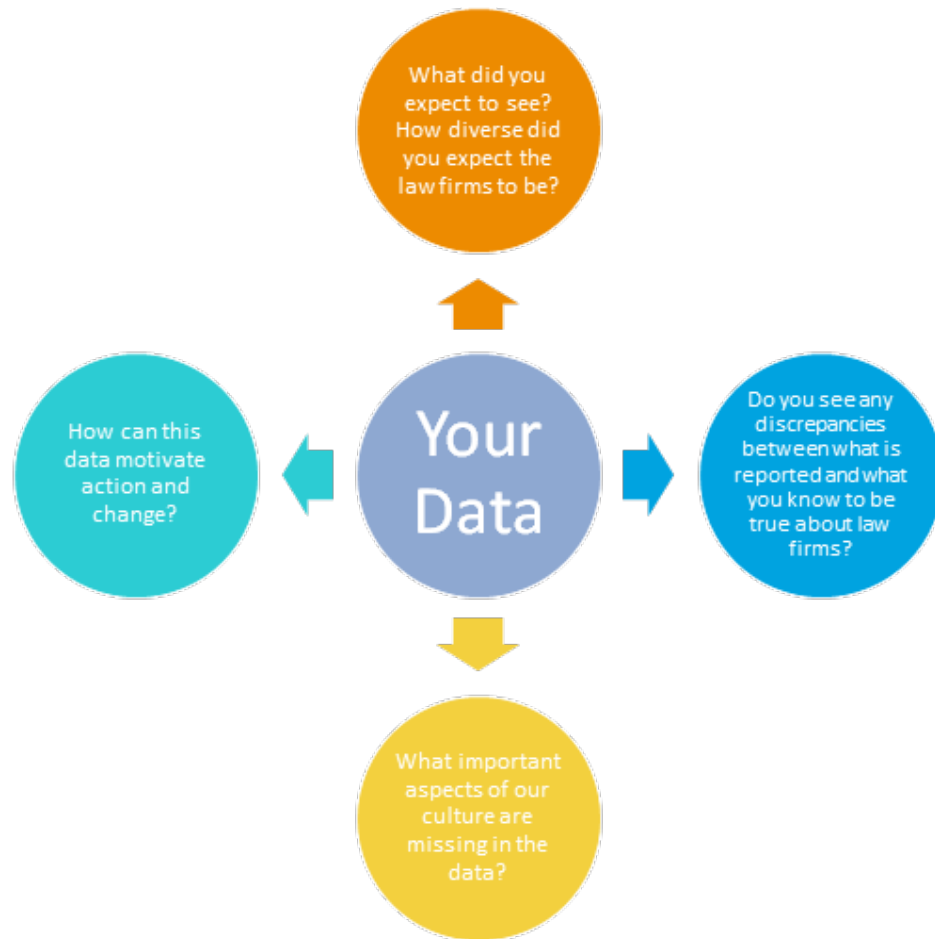 What did you
expect to see?
How diverse did
you expect the
law firms to be?
How can this
data motivate
action and
change?
Your
Data
Do you see any
discrepancies
between what is
reported and what
you know to be
true about law
firms?
What important
aspects of our
culture are
missing in the
data?